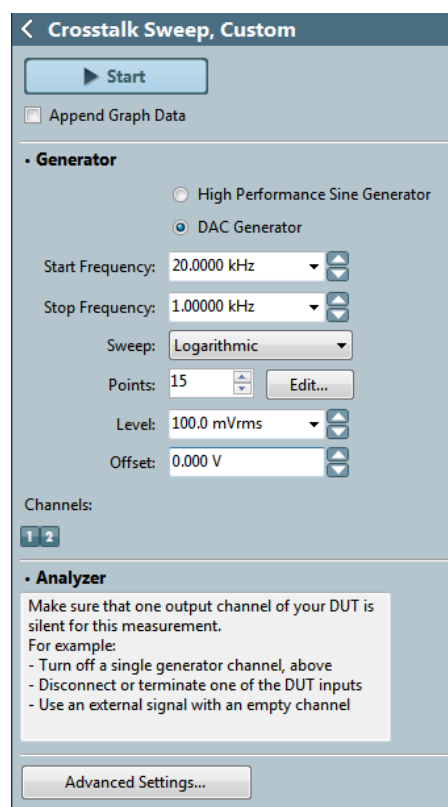 Crosstalk Sweep, Custom
Start
Append Graph Data
• Generator
High Performance Sine Generator
DAC Generator
Start Frequency: 20.0000 kHz
Stop Frequency: 1.00000 kHz
Sweep: Logarithmic
Points: 15 Edit...
Level: 100.0 mVrms
Offset: 0.000 V
Channels:
1 2
• Analyzer
Make sure that one output channel of your DUT is
silent for this measurement.
For example:
- Turn off a single generator channel, above
- Disconnect or terminate one of the DUT inputs
- Use an external signal with an empty channel
Advanced Settings...